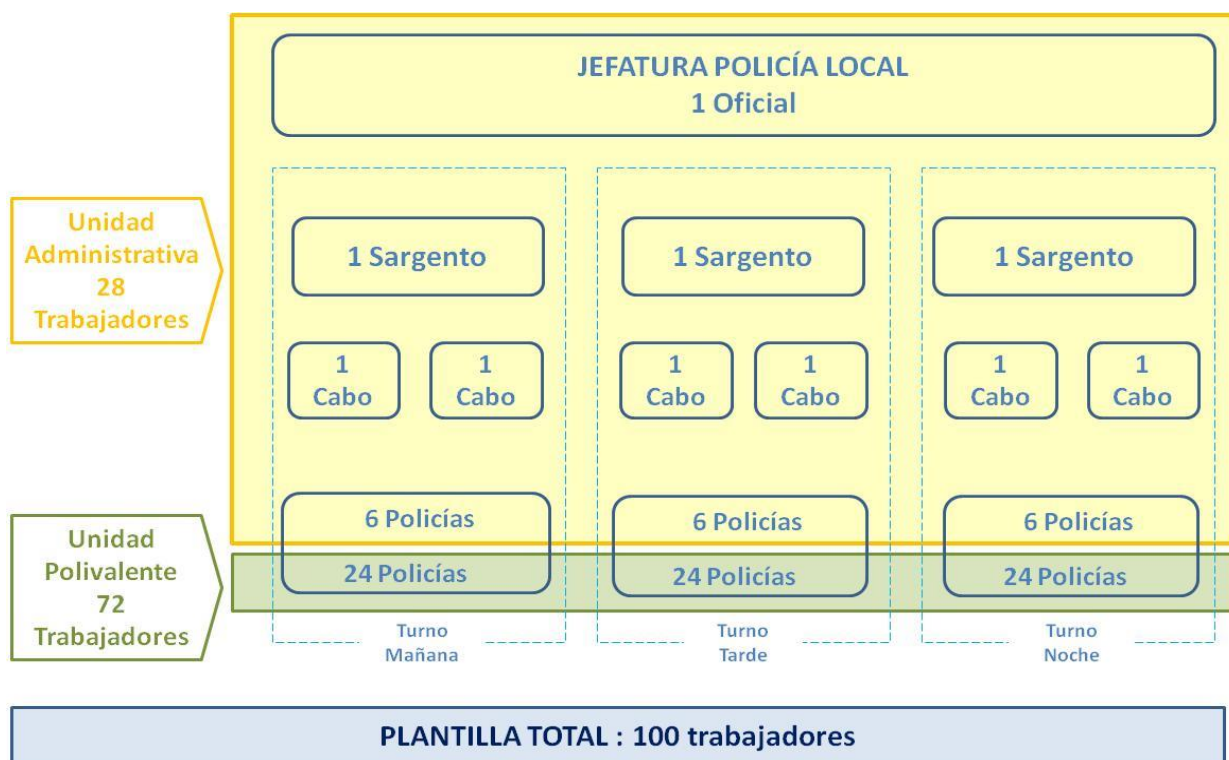 JEFATURA POLICÍA LOCAL
1 Oficial
Unidad
Administrativa
28
Trabajadores
1 Sargento
1 Sargento
1 Sargento
1
Cabo
1
Cabo
1
Cabo
1
Cabo
1
Cabo
1
Cabo
6 Policías
6 Policías
6 Policías
Unidad
Polivalente
72
Trabajadores
24 Policías
24 Policías
24 Policías
Turno
Mañana
Turno
Tarde
Turno
Noche
PLANTILLA TOTAL : 100 trabajadores